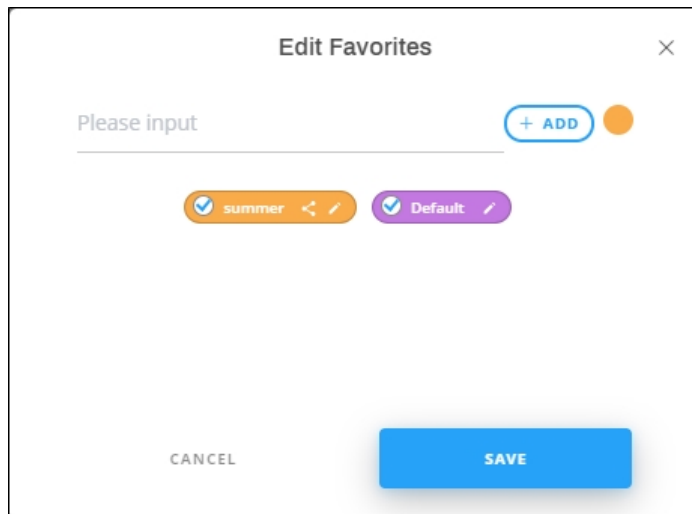 Edit Favorites
Please input
+ ADD
summer
Default
CANCEL
SAVE